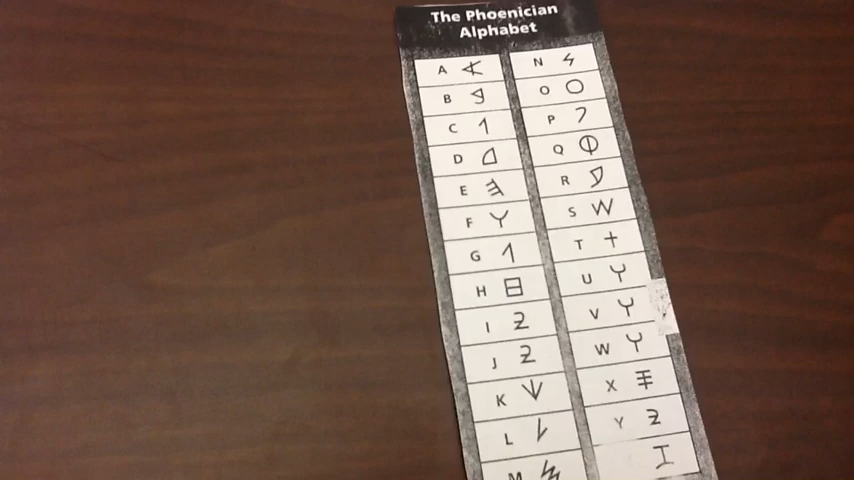 The Phoenician
Alphabet
A 𐤀
B 𐤁
C 𐤂
D 𐤃
E 𐤄
F 𐤅
G 𐤂
H 𐤇
I 𐤉
J 𐤉
K 𐤊
L 𐤋
M 𐤌
N 𐤍
O 𐤏
P 𐤐
Q 𐤒
R 𐤓
S 𐤔
T 𐤕
U 𐤅
V 𐤅
W 𐤅
X 𐤎
Y 𐤉
𐤆